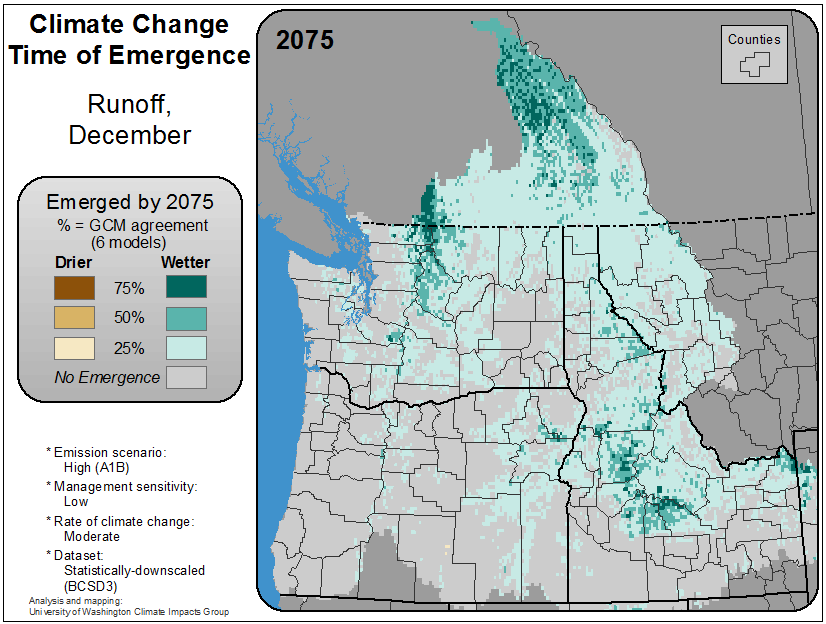 Climate Change
Time of Emergence
Runoff,
December
Emerged by 2075
% = GCM agreement
(6 models)
Drier Wetter
75%
50%
25%
No Emergence
* Emission scenario:
High (A1B)
* Management sensitivity:
Low
* Rate of climate change:
Moderate
* Dataset:
Statistically-downscaled
(BCSD3)
Analysis and mapping:
University of Washington Climate Impacts Group
2075
Counties